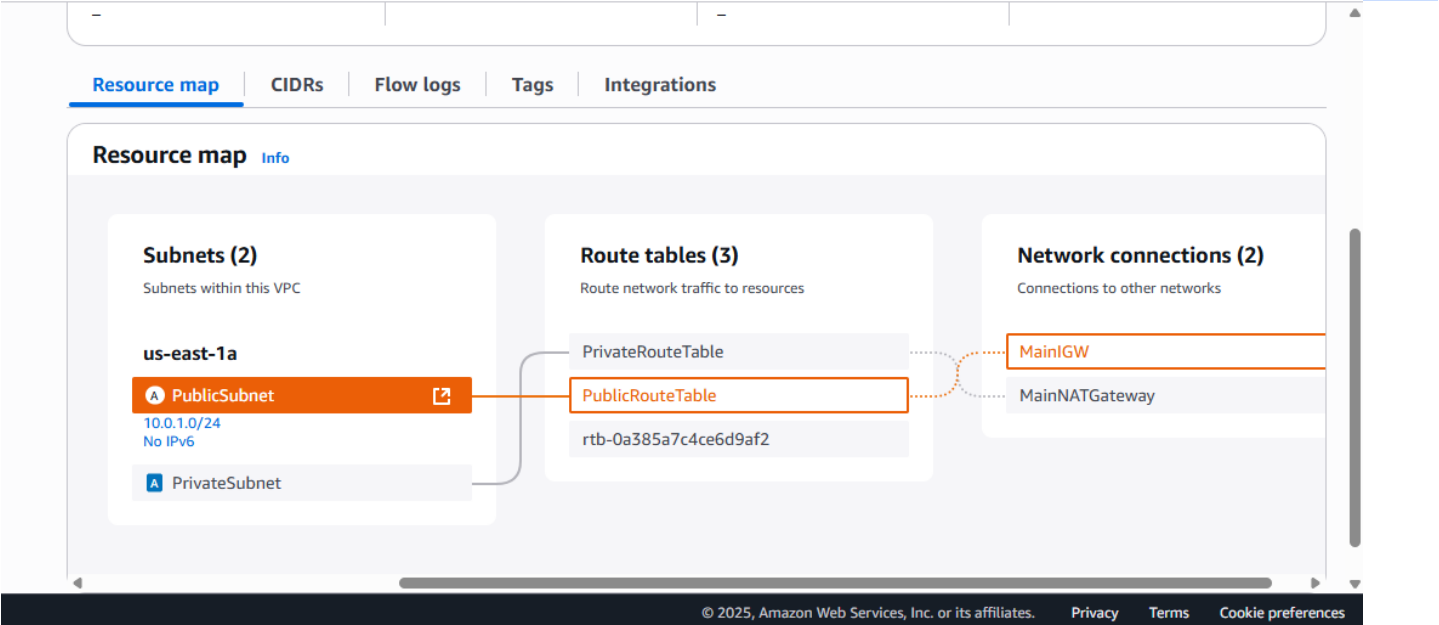 – –
Resource map CIDRs Flow logs Tags Integrations
Resource map Info
Subnets (2)
Subnets within this VPC
us-east-1a
A PublicSubnet
10.0.1.0/24
No IPv6
A PrivateSubnet
Route tables (3)
Route network traffic to resources
PrivateRouteTable
PublicRouteTable
rtb-0a385a7c4ce6d9af2
Network connections (2)
Connections to other networks
MainIGW
MainNATGateway
© 2025, Amazon Web Services, Inc. or its affiliates. Privacy Terms Cookie preferences